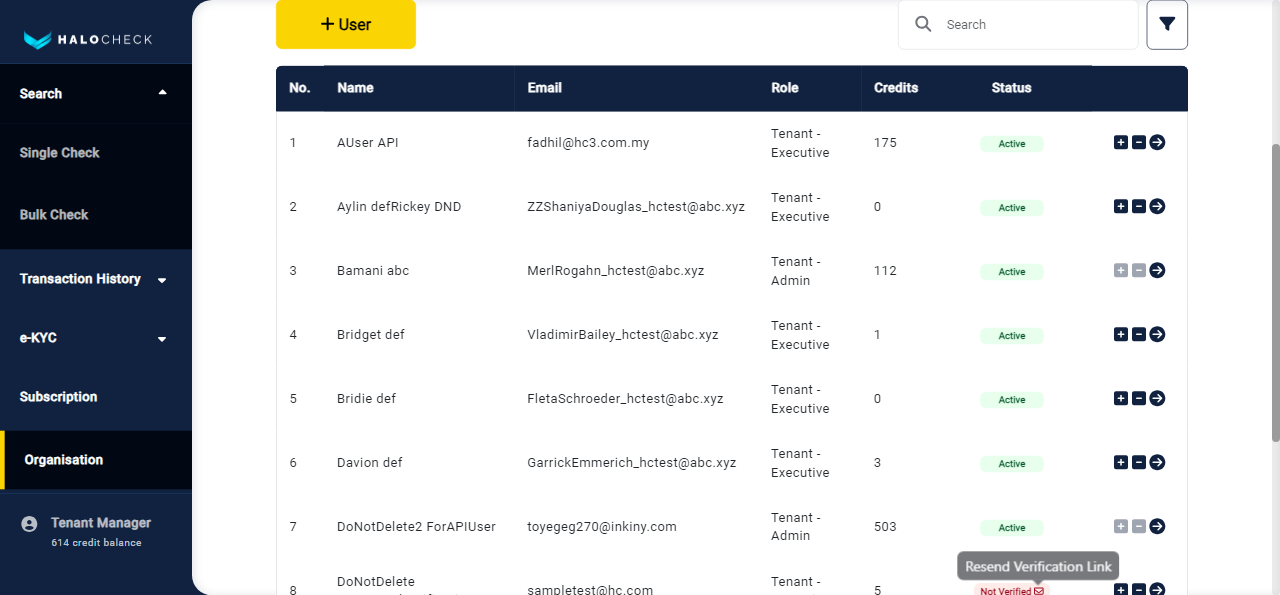 HALOCHECK
Search
Single Check
Bulk Check
Transaction History
e-KYC
Subscription
Organisation
Tenant Manager
614 credit balance
+ User
Search
No. Name Email Role Credits Status
1 AUser API fadhil@hc3.com.my Tenant - Executive 175 Active
2 Aylin defRickey DND ZZShaniyaDouglas_hctest@abc.xyz Tenant - Executive 0 Active
3 Bamani abc MerlRogahn_hctest@abc.xyz Tenant - Admin 112 Active
4 Bridget def VladimirBailey_hctest@abc.xyz Tenant - Executive 1 Active
5 Bridie def FletaSchroeder_hctest@abc.xyz Tenant - Executive 0 Active
6 Davion def GarrickEmmerich_hctest@abc.xyz Tenant - Executive 3 Active
7 DoNotDelete2 ForAPIUser toyegeg270@inkiny.com Tenant - Admin 503 Active
Resend Verification Link
8 DoNotDelete sampletest@hc.com Tenant - 5 Not Verified